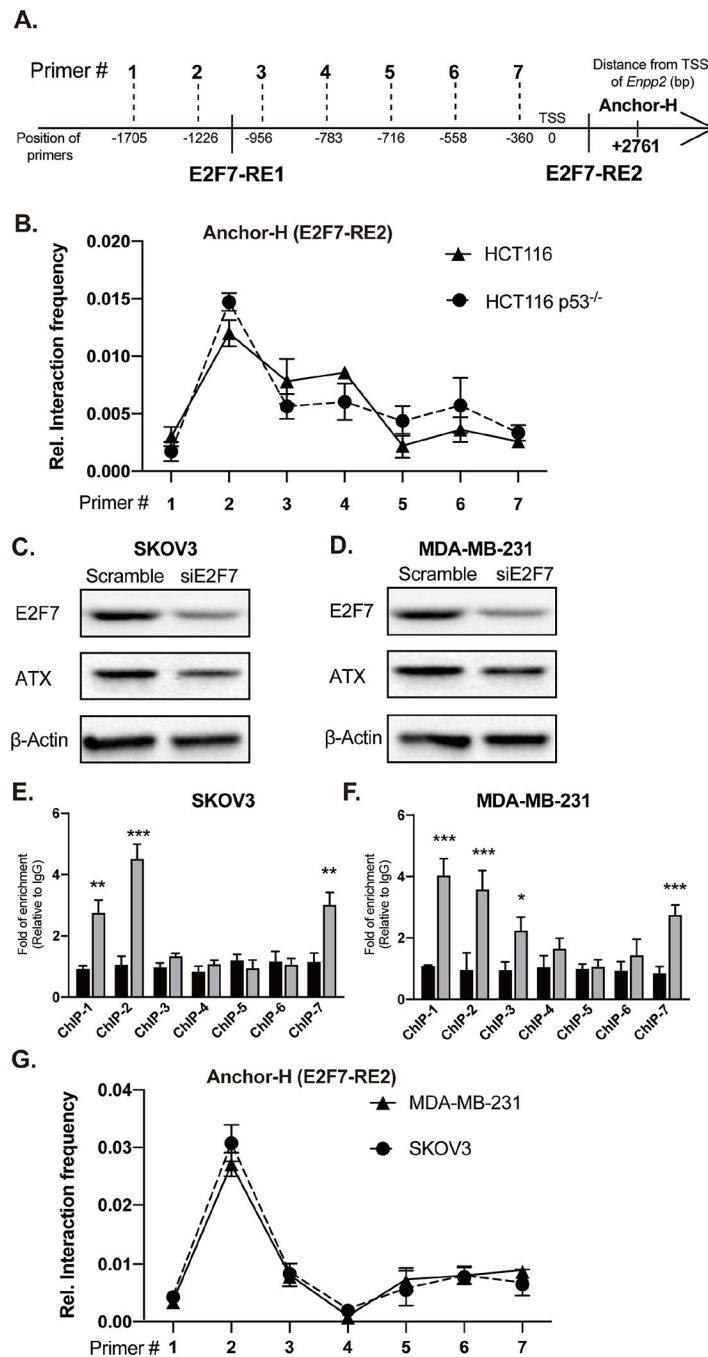 A.
Primer # 1 2 3 4 5 6 7
Distance from TSS
of Enpp2 (bp)
Anchor-H
TSS
Position of
primers
-1705 -1226 -956 -783 -716 -558 -360 0 +2761
E2F7-RE1 E2F7-RE2
B.
Anchor-H (E2F7-RE2)
HCT116
HCT116 p53-/-
Rel. Interaction frequency
0.020
0.015
0.010
0.005
0.000
Primer # 1 2 3 4 5 6 7
C.
SKOV3
Scramble siE2F7
E2F7
ATX
β-Actin
D.
MDA-MB-231
Scramble siE2F7
E2F7
ATX
β-Actin
E.
SKOV3
Fold of enrichment
(Relative to IgG)
6
4
2
0
** *** **
ChIP-1 ChIP-2 ChIP-3 ChIP-4 ChIP-5 ChIP-6 ChIP-7
F.
MDA-MB-231
Fold of enrichment
(Relative to IgG)
6
4
2
0
*** *** * ***
ChIP-1 ChIP-2 ChIP-3 ChIP-4 ChIP-5 ChIP-6 ChIP-7
G.
Anchor-H (E2F7-RE2)
MDA-MB-231
SKOV3
Rel. Interaction frequency
0.04
0.03
0.02
0.01
0.00
Primer # 1 2 3 4 5 6 7